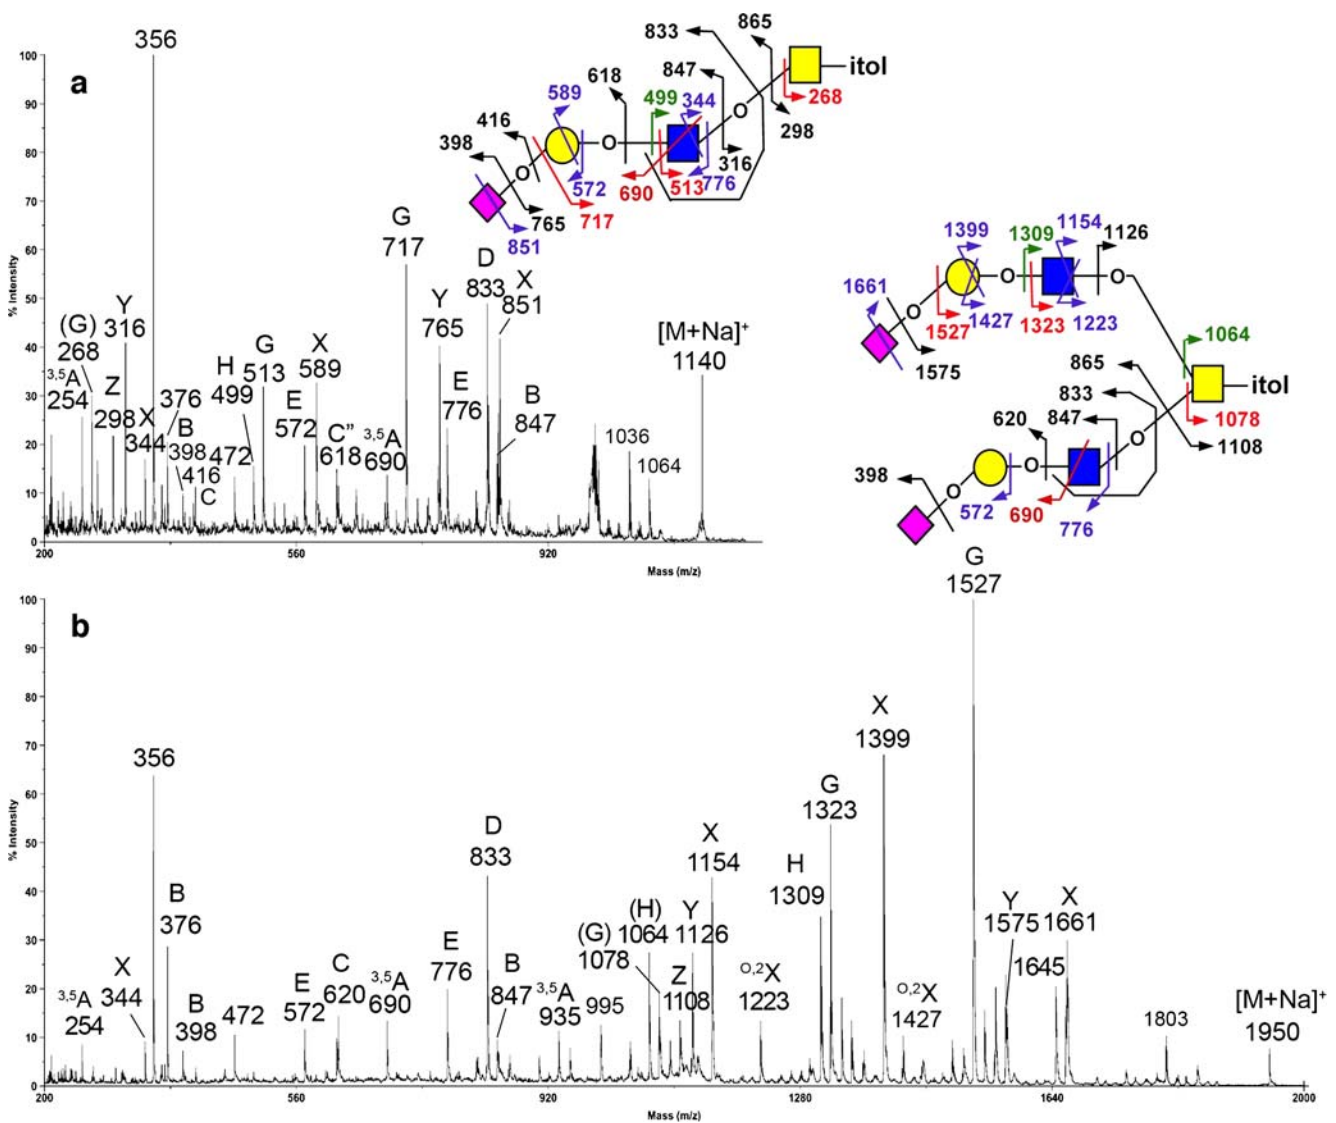 a
356
(G)
268
3,5A
254
Y
316
Z
298
X
344
376
B
398
416
C
472
H
499
G
513
E
572
X
589
C"
618
3,5A
690
G
717
Y
765
E
776
D
833
X
851
B
847
1036
1064
[M+Na]+
1140
% Intensity
100
90
80
70
60
50
40
30
20
10
0
200
560
920
Mass (m/z)
833
865
847
618
589
416
398
499
344
itol
268
298
316
572
690
513
776
765
717
851
O
O
O
1399
1309
1154
1126
1661
O
O
O
1527
1427
1323
1223
1575
1064
865
833
847
620
itol
1078
1108
398
O
O
O
572
690
776
b
% Intensity
100
90
80
70
60
50
40
30
20
10
0
3,5A
254
X
344
356
B
376
B
398
472
E
572
C
620
3,5A
690
E
776
D
833
B
847
3,5A
935
995
(G)
1078
(H)
1064
Z
1108
Y
1126
X
1154
O,2X
1223
H
1309
G
1323
X
1399
O,2X
1427
G
1527
Y
1575
1645
X
1661
1803
[M+Na]+
1950
200
560
920
1280
1640
2000
Mass (m/z)